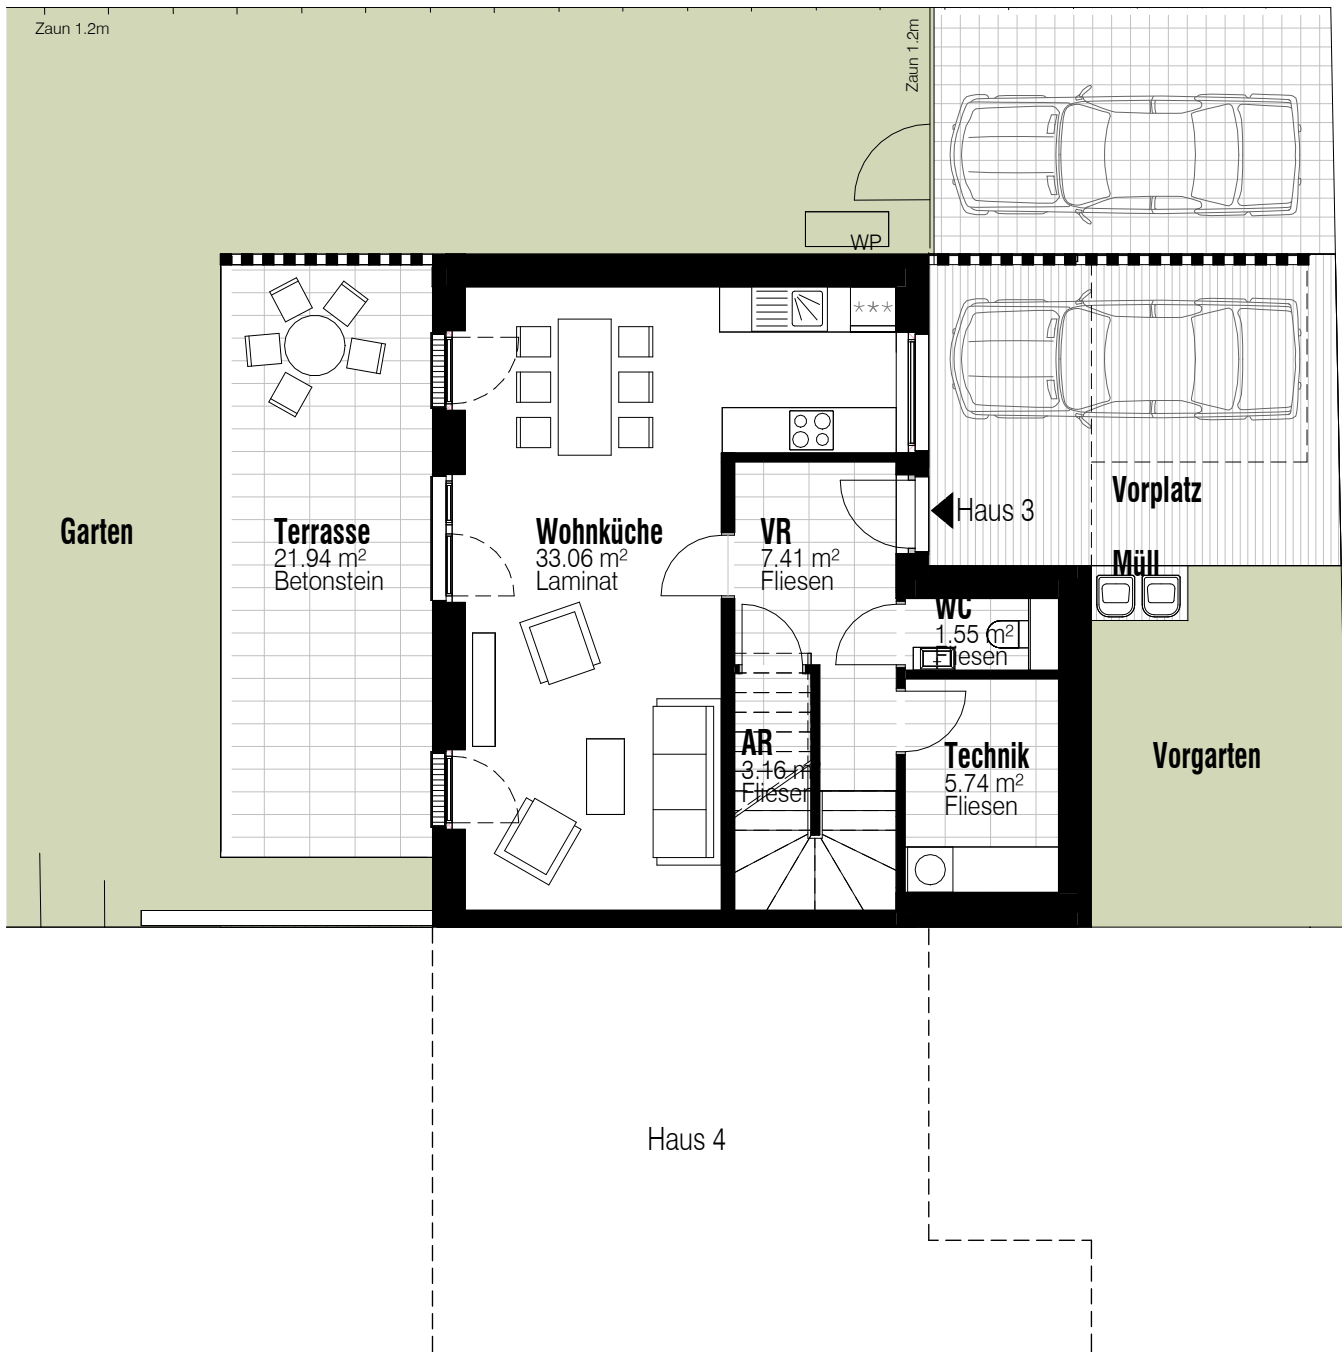 Zaun 1.2m
Zaun 1.2m
WP
***
Haus 3
Vorplatz
Müll
Garten
Terrasse
21.94 m²
Betonstein
Wohnküche
33.06 m²
Laminat
VR
7.41 m²
Fliesen
WC
1.55 m²
Fliesen
AR
3.16 m²
Fliesen
Technik
5.74 m²
Fliesen
Vorgarten
Haus 4